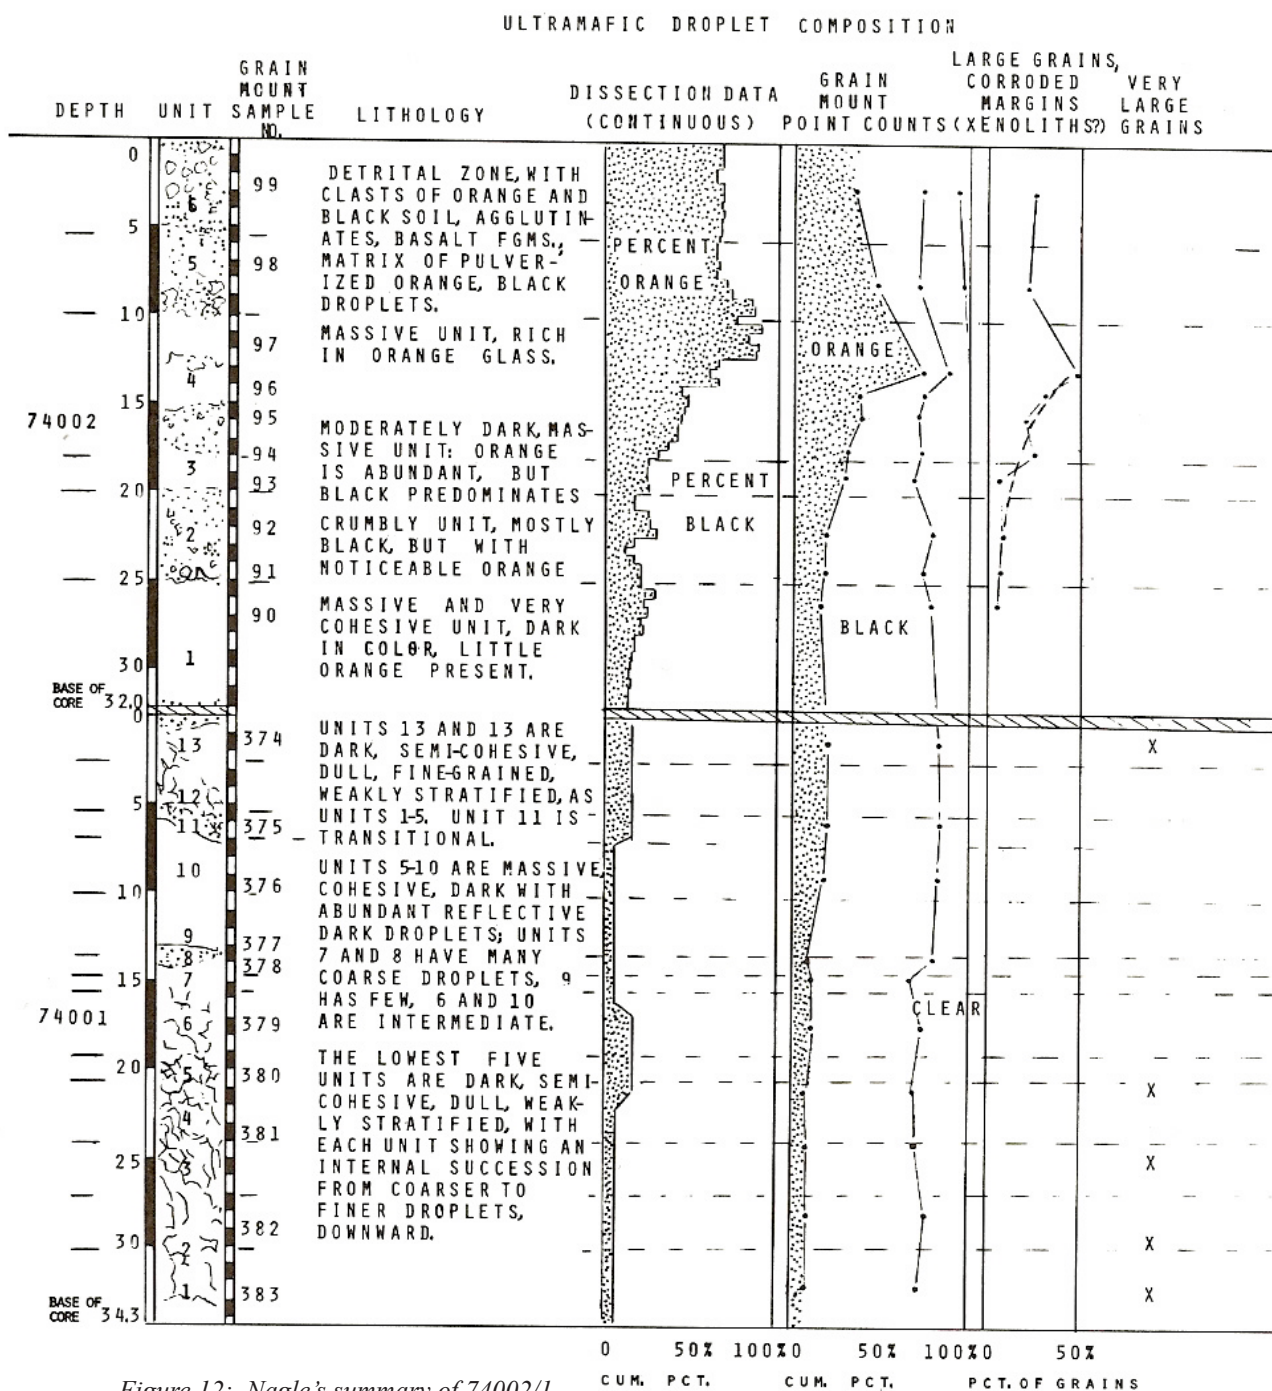 ULTRAMAFIC DROPLET COMPOSITION
DEPTH
UNIT
GRAIN
MOUNT
SAMPLE
NO.
LITHOLOGY
DISSECTION DATA
(CONTINUOUS)
GRAIN
MOUNT
POINT COUNTS
LARGE GRAINS,
CORRODED
MARGINS
(XENOLITHS?)
VERY
LARGE
GRAINS
74002
0
5
10
15
20
25
30
BASE OF
CORE 32.0
6
5
4
3
2
1
99
98
97
96
95
94
93
92
91
90
DETRITAL ZONE, WITH
CLASTS OF ORANGE AND
BLACK SOIL, AGGLUTIN-
ATES, BASALT FGMS.,
MATRIX OF PULVER-
IZED ORANGE, BLACK
DROPLETS.
MASSIVE UNIT, RICH
IN ORANGE GLASS.
MODERATELY DARK, MAS-
SIVE UNIT: ORANGE
IS ABUNDANT, BUT
BLACK PREDOMINATES
CRUMBLY UNIT, MOSTLY
BLACK, BUT WITH
NOTICEABLE ORANGE
MASSIVE AND VERY
COHESIVE UNIT, DARK
IN COLOR, LITTLE
ORANGE PRESENT.
PERCENT
ORANGE
PERCENT
BLACK
ORANGE
BLACK
74001
0
5
10
15
20
25
30
BASE OF
CORE 34.3
13
12
11
10
9
8
7
6
5
4
3
2
1
374
375
376
377
378
379
380
381
382
383
UNITS 13 AND 13 ARE
DARK, SEMI-COHESIVE,
DULL, FINE-GRAINED,
WEAKLY STRATIFIED, AS
UNITS 1-5. UNIT 11 IS
TRANSITIONAL.
UNITS 5-10 ARE MASSIVE,
COHESIVE, DARK WITH
ABUNDANT REFLECTIVE
DARK DROPLETS; UNITS
7 AND 8 HAVE MANY
COARSE DROPLETS, 9
HAS FEW, 6 AND 10
ARE INTERMEDIATE.
THE LOWEST FIVE
UNITS ARE DARK, SEMI-
COHESIVE, DULL, WEAK-
LY STRATIFIED, WITH
EACH UNIT SHOWING AN
INTERNAL SUCCESSION
FROM COARSER TO
FINER DROPLETS,
DOWNWARD.
CLEAR
X
X
X
X
X
0 50% 100%
0 50% 100%
0 50%
CUM. PCT.
CUM. PCT.
PCT. OF GRAINS
Figure 12: Nagle's summary of 74002/1